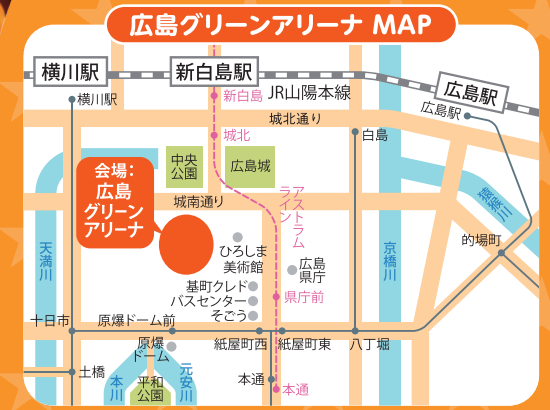 広島グリーンアリーナ MAP
横川駅
新白島駅
広島駅
横川駅
新白島
JR山陽本線
広島駅
城北通り
城北
白島
中央
公園
広島城
会場:
広島
グリーン
アリーナ
城南通り
アストラム
ライン
猿猴川
天満川
ひろしま
美術館
広島
県庁
京橋川
的場町
基町クレド
バスセンター
そごう
県庁前
十日市
原爆ドーム前
原爆
ドーム
紙屋町西
紙屋町東
八丁堀
土橋
本川
平和
公園
元安川
本通
本通